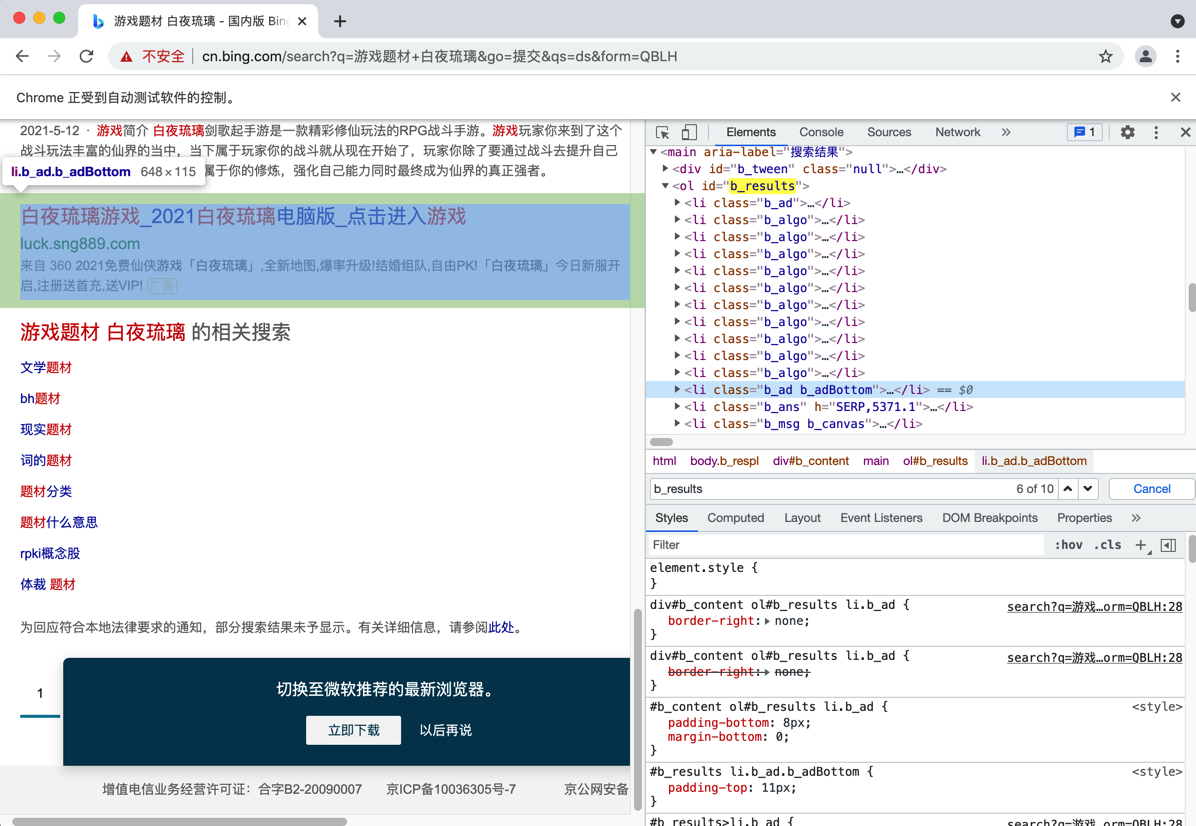 游戏题材 白夜琉璃 - 国内版 Bing
不安全 cn.bing.com/search?q=游戏题材+白夜琉璃&go=提交&qs=ds&form=QBLH
Chrome 正受到自动测试软件的控制。
2021-5-12 · 游戏简介 白夜琉璃剑歌起手游是一款精彩修仙玩法的RPG战斗手游。游戏玩家你来到了这个
战斗玩法丰富的仙界的当中，当下属于玩家你的战斗就从现在开始了，玩家你除了要通过战斗去提升自己
属于你的修炼，强化自己能力同时最终成为仙界的真正强者。
li.b_ad.b_adBottom 648×115
白夜琉璃游戏_2021白夜琉璃电脑版_点击进入游戏
luck.sng889.com
来自 360 2021免费仙侠游戏「白夜琉璃」,全新地图,爆率升级!结婚组队,自由PK!「白夜琉璃」今日新服开
启,注册送首充,送VIP! 广告
游戏题材 白夜琉璃 的相关搜索
文学题材
bh题材
现实题材
词的题材
题材分类
题材什么意思
rpki概念股
体裁 题材
为回应符合本地法律要求的通知，部分搜索结果未予显示。有关详细信息，请参阅此处。
1
切换至微软推荐的最新浏览器。
立即下载 以后再说
增值电信业务经营许可证：合字B2-20090007 京ICP备10036305号-7 京公网安备
Elements Console Sources Network » 1
<main aria-label="搜索结果">
<div id="b_tween" class="null">…</div>
<ol id="b_results">
<li class="b_ad">…</li>
<li class="b_algo">…</li>
<li class="b_algo">…</li>
<li class="b_algo">…</li>
<li class="b_algo">…</li>
<li class="b_algo">…</li>
<li class="b_algo">…</li>
<li class="b_algo">…</li>
<li class="b_algo">…</li>
<li class="b_algo">…</li>
<li class="b_algo">…</li>
<li class="b_ad b_adBottom">…</li> == $0
<li class="b_ans" h="SERP,5371.1">…</li>
<li class="b_msg b_canvas">…</li>
html body.b_respl div#b_content main ol#b_results li.b_ad.b_adBottom
b_results 6 of 10 Cancel
Styles Computed Layout Event Listeners DOM Breakpoints Properties »
Filter :hov .cls +
element.style {
}
div#b_content ol#b_results li.b_ad { search?q=游戏…orm=QBLH:28
border-right: none;
}
div#b_content ol#b_results li.b_ad { search?q=游戏…orm=QBLH:28
border-right: none;
}
#b_content ol#b_results li.b_ad { <style>
padding-bottom: 8px;
margin-bottom: 0;
}
#b_results li.b_ad.b_adBottom { <style>
padding-top: 11px;
}
#b_results>li.b_ad { search?q=游戏…orm=QBLH:28